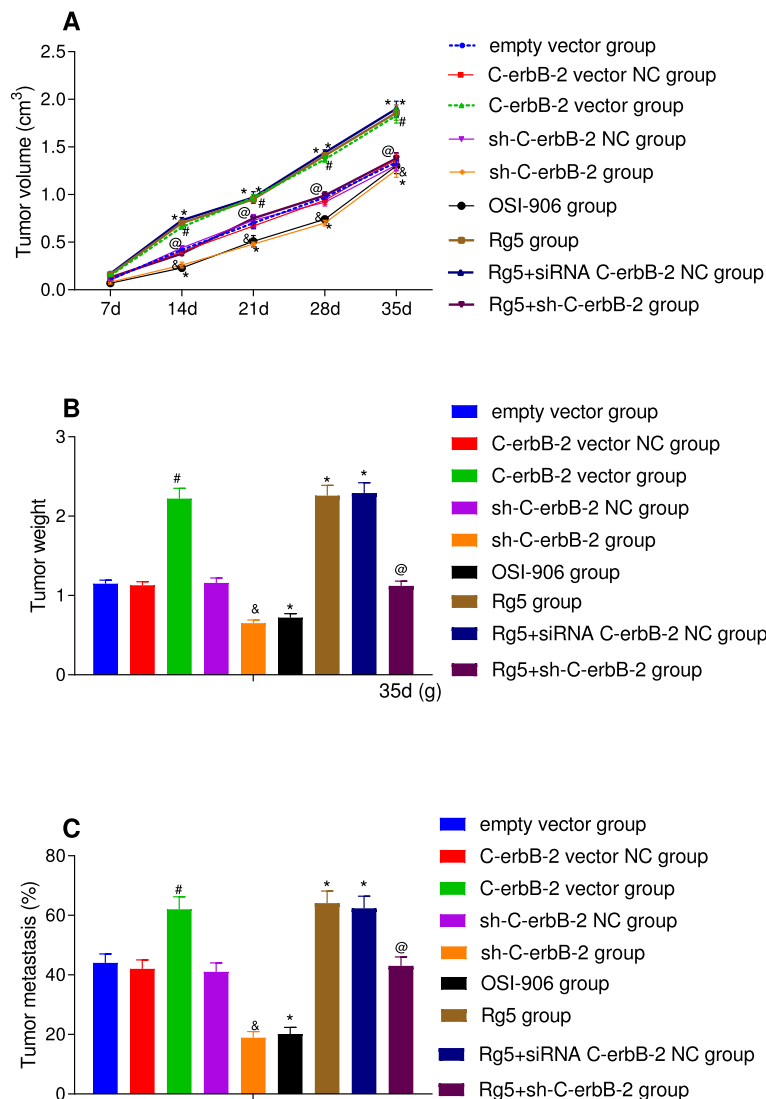 A
Tumor volume (cm3)
2.5
2.0
1.5
1.0
0.5
0.0
7d 14d 21d 28d 35d
* * * * * * * *
# # # #
@ @ @ @
& & & &
* * * *
empty vector group
C-erbB-2 vector NC group
C-erbB-2 vector group
sh-C-erbB-2 NC group
sh-C-erbB-2 group
OSI-906 group
Rg5 group
Rg5+siRNA C-erbB-2 NC group
Rg5+sh-C-erbB-2 group
B
Tumor weight
3
2
1
0
# & * * * @
35d (g)
empty vector group
C-erbB-2 vector NC group
C-erbB-2 vector group
sh-C-erbB-2 NC group
sh-C-erbB-2 group
OSI-906 group
Rg5 group
Rg5+siRNA C-erbB-2 NC group
Rg5+sh-C-erbB-2 group
C
Tumor metastasis (%)
80
60
40
20
0
# & * * * @
empty vector group
C-erbB-2 vector NC group
C-erbB-2 vector group
sh-C-erbB-2 NC group
sh-C-erbB-2 group
OSI-906 group
Rg5 group
Rg5+siRNA C-erbB-2 NC group
Rg5+sh-C-erbB-2 group